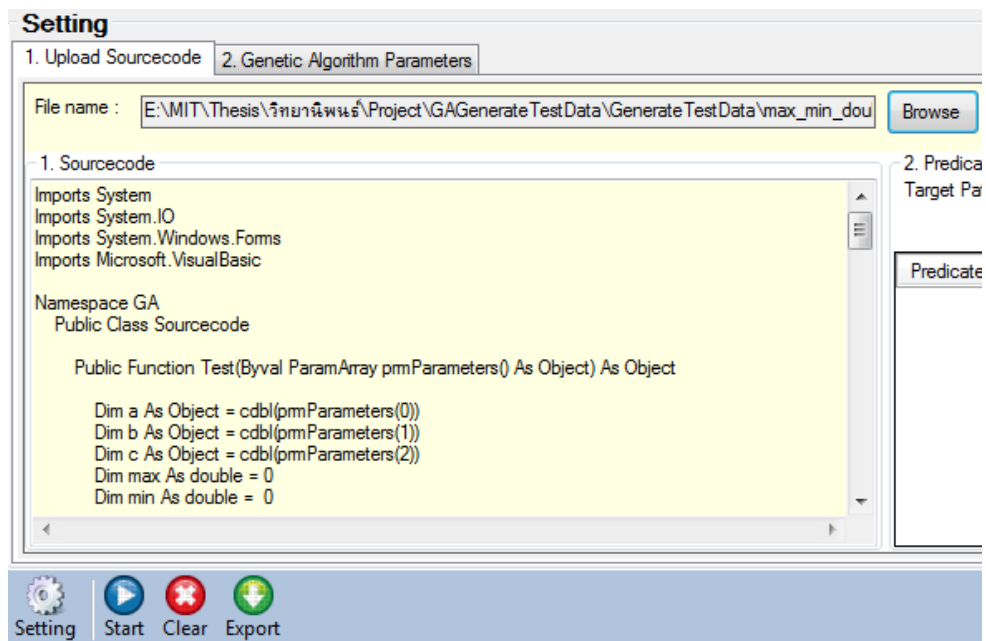 Setting
1. Upload Sourcecode
2. Genetic Algorithm Parameters
File name :
E:\MIT\Thesis\วิทยานิพนธ์\Project\GAGenerateTestData\GenerateTestData\max_min_dou
Browse
1. Sourcecode
Imports System
Imports System.IO
Imports System.Windows.Forms
Imports Microsoft.VisualBasic
Namespace GA
Public Class Sourcecode
Public Function Test(Byval ParamArray prmParameters() As Object) As Object
Dim a As Object = cdbl(prmParameters(0))
Dim b As Object = cdbl(prmParameters(1))
Dim c As Object = cdbl(prmParameters(2))
Dim max As double = 0
Dim min As double =  0
2. Predica
Target Pa
Predicate
Setting
Start
Clear
Export